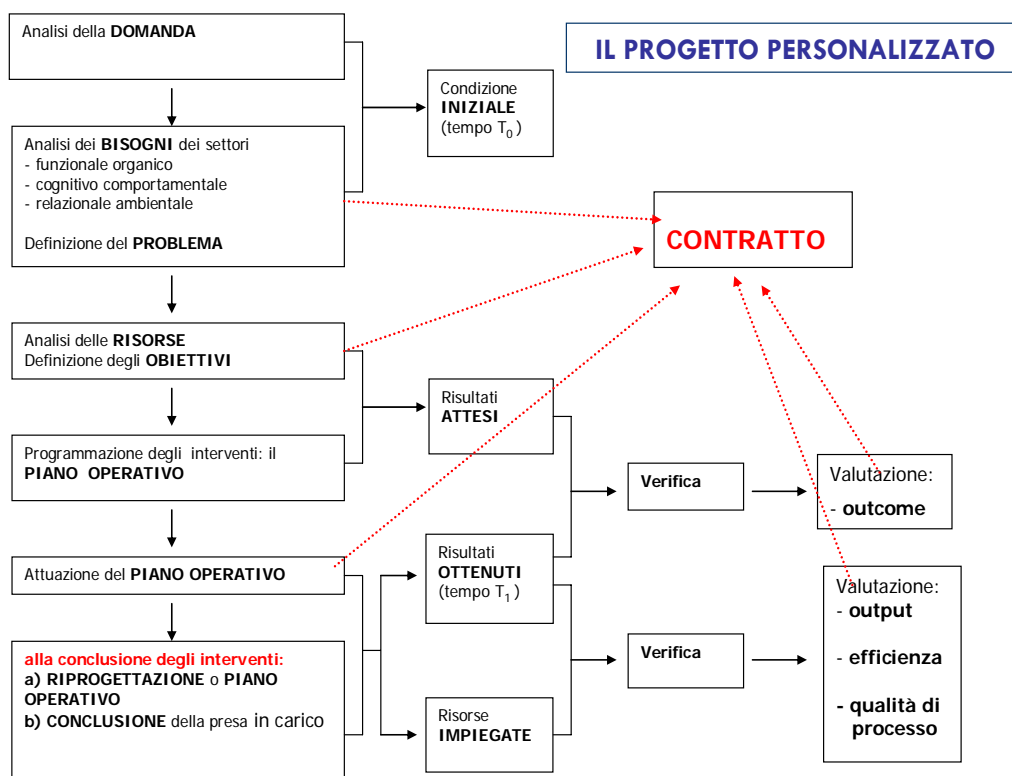 IL PROGETTO PERSONALIZZATO
Analisi della DOMANDA
Condizione
INIZIALE
(tempo T0)
Analisi dei BISOGNI dei settori
- funzionale organico
- cognitivo comportamentale
- relazionale ambientale
Definizione del PROBLEMA
CONTRATTO
Analisi delle RISORSE
Definizione degli OBIETTIVI
Risultati
ATTESI
Programmazione degli interventi: il
PIANO OPERATIVO
Verifica
Valutazione:
- outcome
Attuazione del PIANO OPERATIVO
Risultati
OTTENUTI
(tempo T1)
Valutazione:
- output
- efficienza
- qualità di
processo
Verifica
alla conclusione degli interventi:
a) RIPROGETTAZIONE o PIANO
OPERATIVO
b) CONCLUSIONE della presa in carico
Risorse
IMPIEGATE